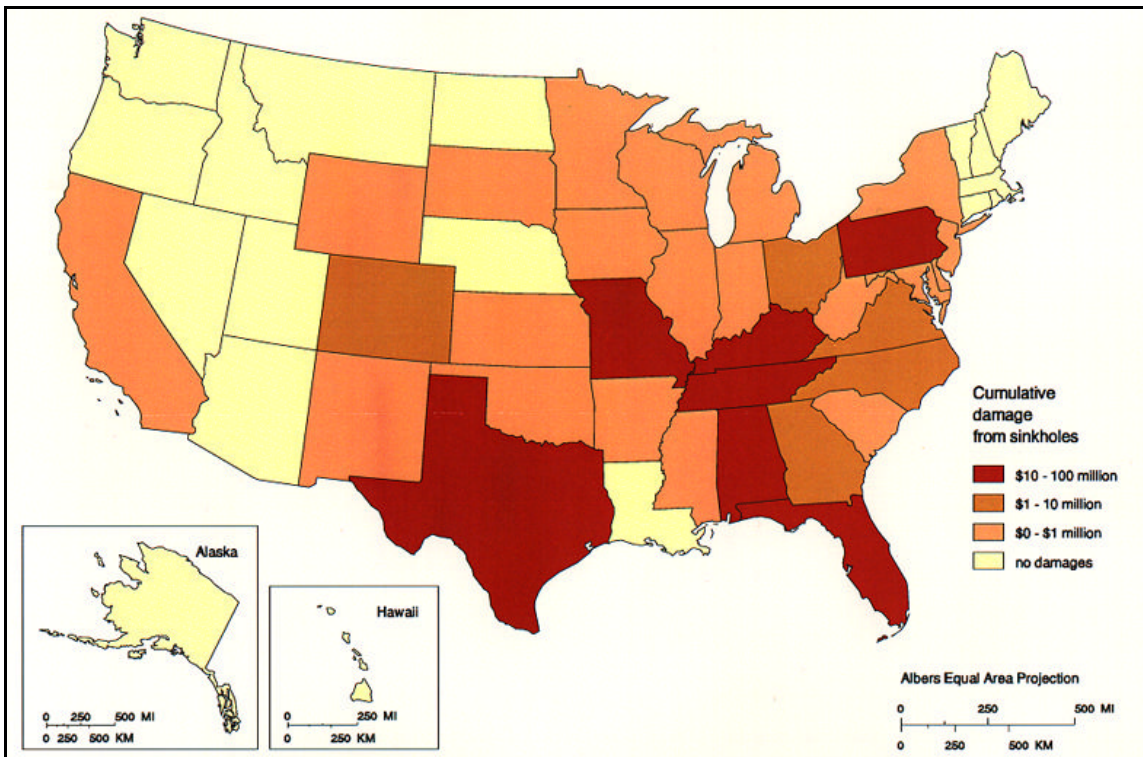 Cumulative
damage
from sinkholes
$10 - 100 million
$1 - 10 million
$0 - $1 million
no damages
Alaska
0 500 MI
0 250 500 KM
Hawaii
0 250 MI
0 250 KM
Albers Equal Area Projection
0 250 500 MI
0 250 500 KM